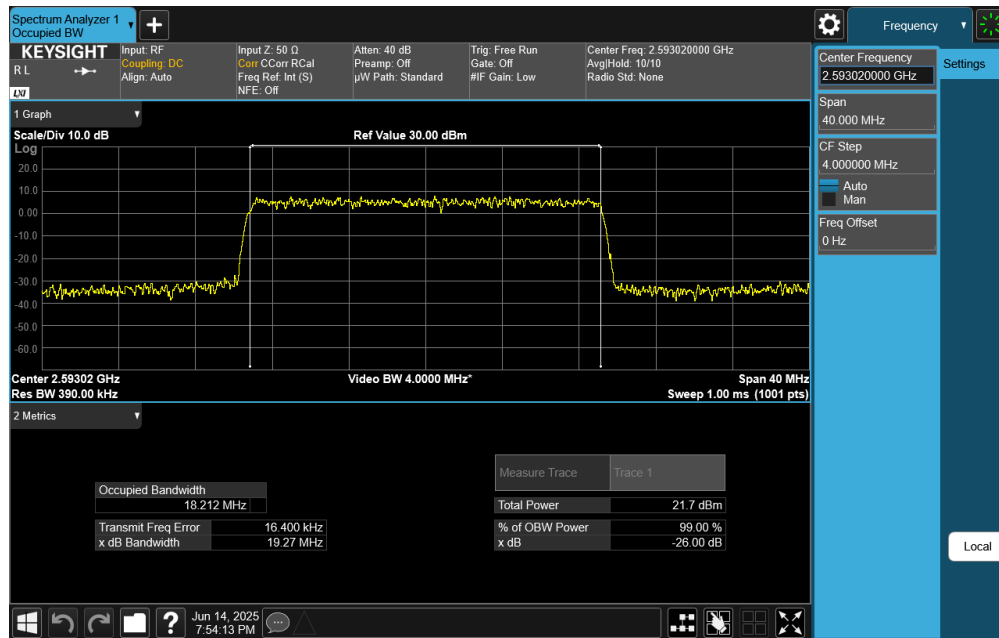 Spectrum Analyzer 1
Occupied BW
+
Frequency
KEYSIGHT
R L
LXI
Input: RF
Coupling: DC
Align: Auto
Input Z: 50 Ω
Corr CCorr RCal
Freq Ref: Int (S)
NFE: Off
Atten: 40 dB
Preamp: Off
µW Path: Standard
Trig: Free Run
Gate: Off
#IF Gain: Low
Center Freq: 2.593020000 GHz
Avg|Hold: 10/10
Radio Std: None
Center Frequency
2.593020000 GHz
Settings
Span
40.000 MHz
CF Step
4.000000 MHz
Auto
Man
Freq Offset
0 Hz
1 Graph
Scale/Div 10.0 dB
Ref Value 30.00 dBm
Log
20.0
10.0
0.00
-10.0
-20.0
-30.0
-40.0
-50.0
-60.0
Center 2.59302 GHz
Video BW 4.0000 MHz*
Span 40 MHz
Res BW 390.00 kHz
Sweep 1.00 ms (1001 pts)
2 Metrics
Measure Trace
Trace 1
Occupied Bandwidth
18.212 MHz
Total Power
21.7 dBm
Transmit Freq Error
16.400 kHz
% of OBW Power
99.00 %
x dB Bandwidth
19.27 MHz
x dB
-26.00 dB
Local
?
Jun 14, 2025
7:54:13 PM